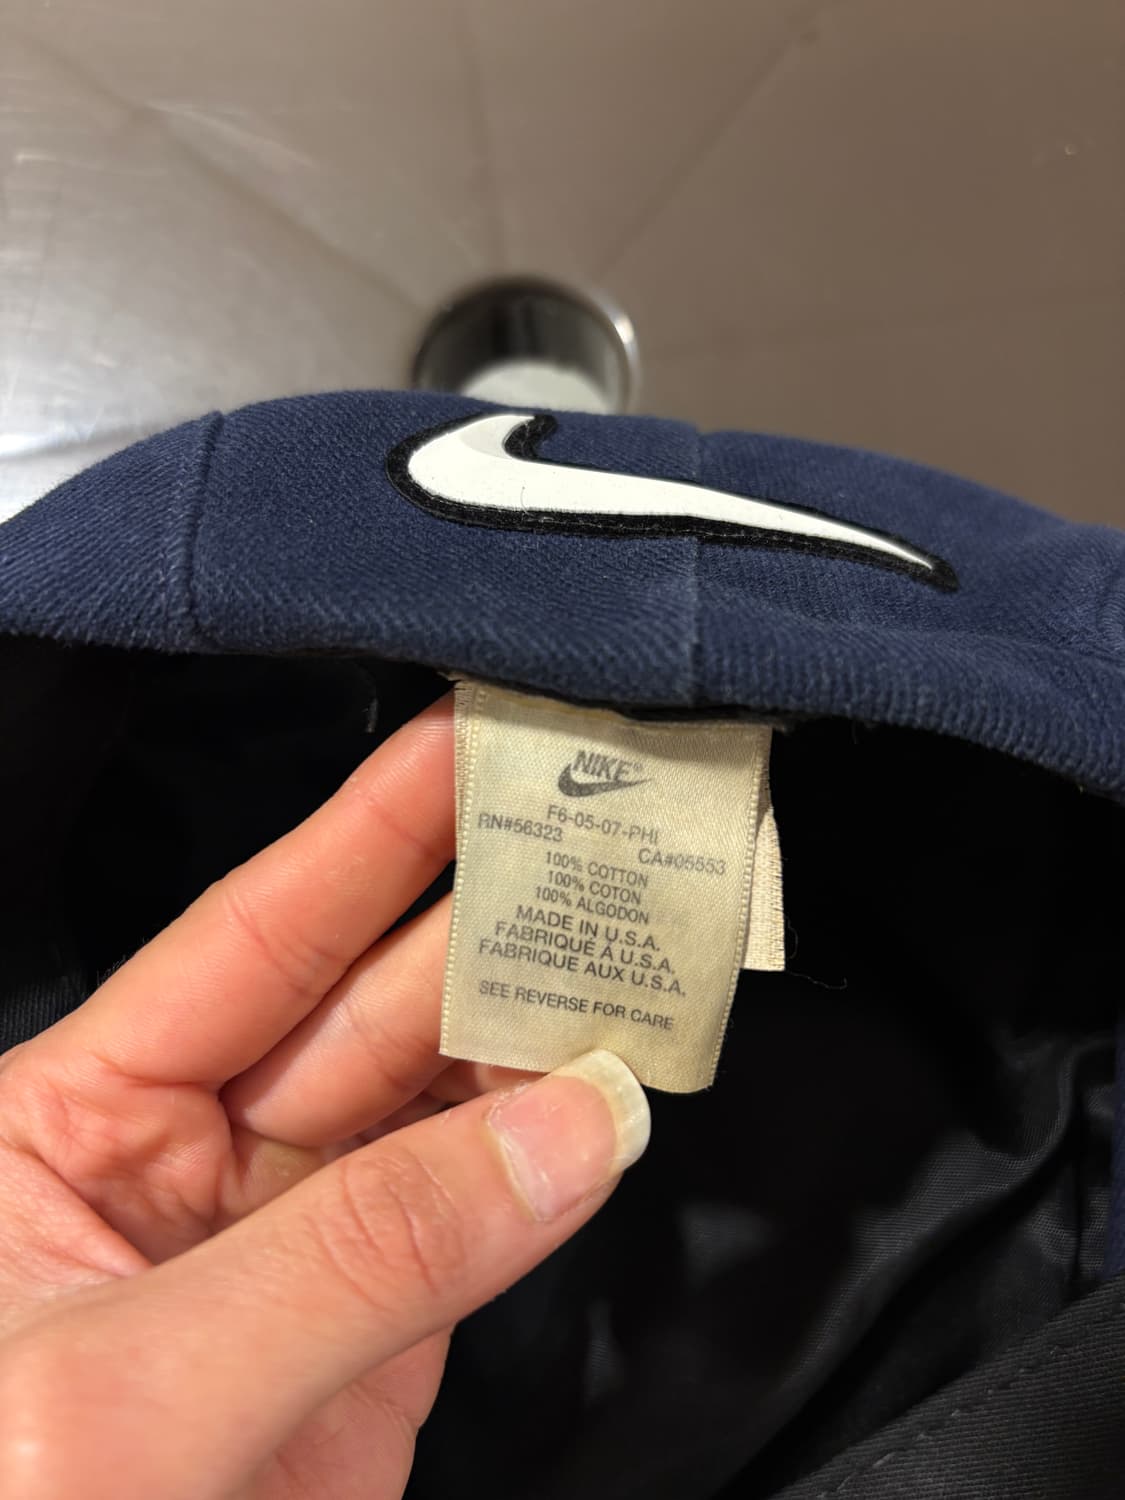 NIKE®
F6-05-07-PHI
RN#56323
CA#05553
100% COTTON
100% COTON
100% ALGODON
MADE IN U.S.A.
FABRIQUÉ Á U.S.A.
FABRIQUE AUX U.S.A.
SEE REVERSE FOR CARE